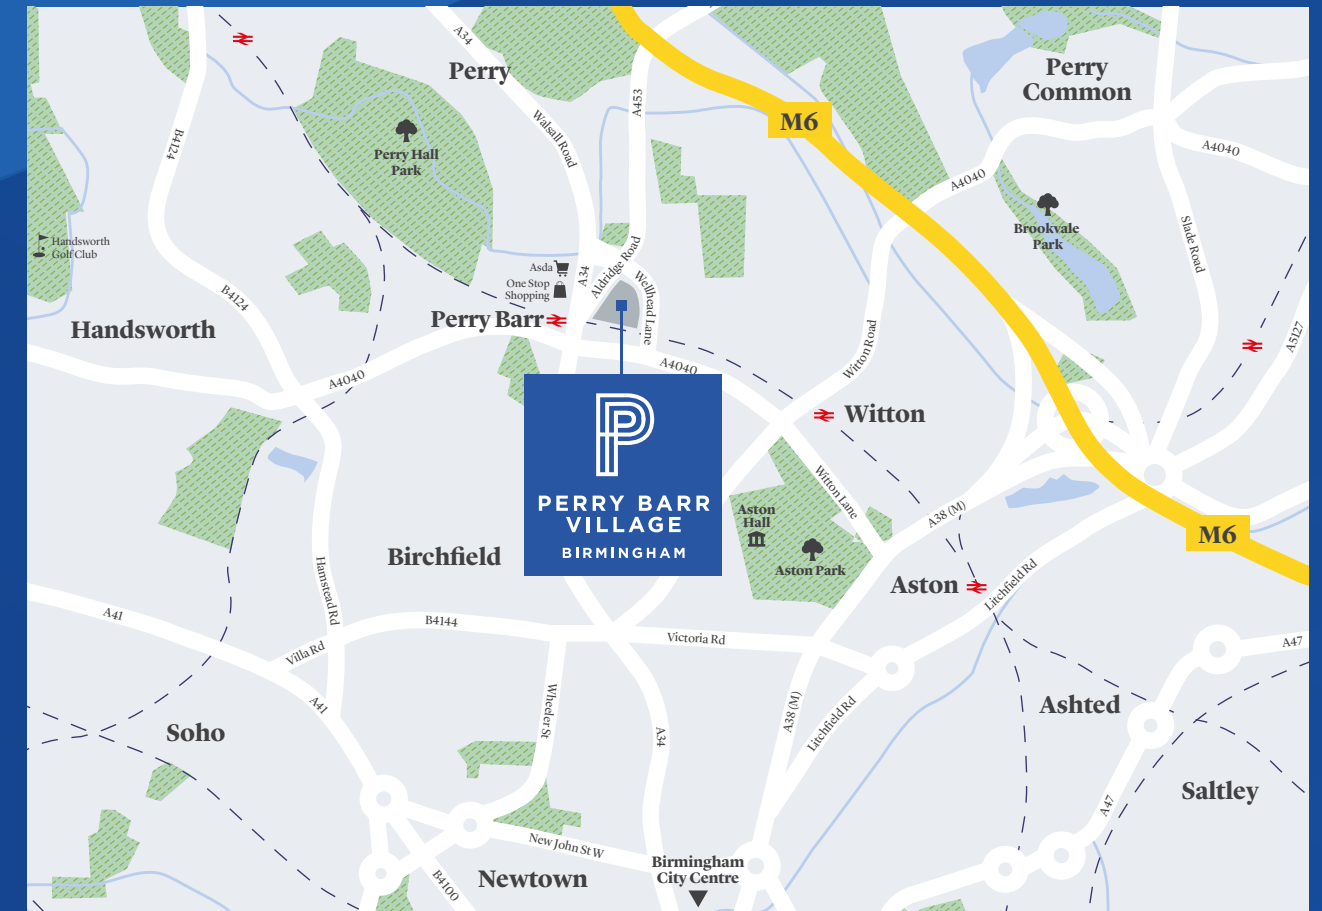 A34
Perry
A453
Walsall Road
M6
Perry
Common
B4124
Perry Hall
Park
A4040
A4040
Brookvale
Park
Handsworth
Golf Club
Slade Road
Asda
One Stop
Shopping
A34
Aldridge Road
Wellhead Lane
B4124
Handsworth
Perry Barr
A4040
A4040
Witton Road
A5127
Witton
PERRY BARR
VILLAGE
BIRMINGHAM
Witton Lane
Aston
Hall
Aston Park
A38 (M)
M6
Birchfield
Hamstead Rd
Aston
Litchfield Rd
A41
B4144
Victoria Rd
Villa Rd
A47
A41
Wheeler St
A34
A38 (M)
Litchfield Rd
Ashted
Soho
Saltley
A47
New John St W
Birmingham
City Centre
Newtown
B4100